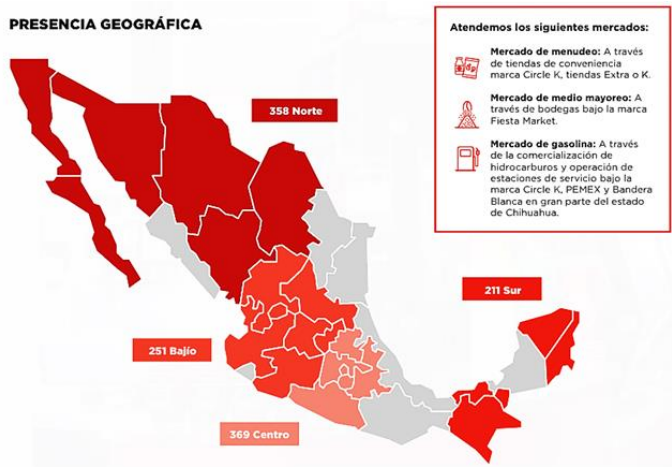 PRESENCIA GEOGRÁFICA
Atendemos los siguientes mercados:
Mercado de menudeo: A través
de tiendas de conveniencia
marca Circle K, tiendas Extra o K.
Mercado de medio mayoreo: A
través de bodegas bajo la marca
Fiesta Market.
Mercado de gasolina: A través
de la comercialización de
hidrocarburos y operación de
estaciones de servicio bajo la
marca Circle K, PEMEX y Bandera
Blanca en gran parte del estado
de Chihuahua.
358 Norte
211 Sur
251 Bajío
369 Centro